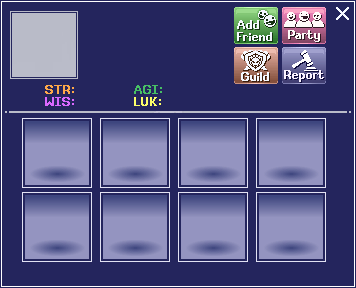 Add
Friend
Party
Guild
Report
STR: AGI:
WIS: LUK: